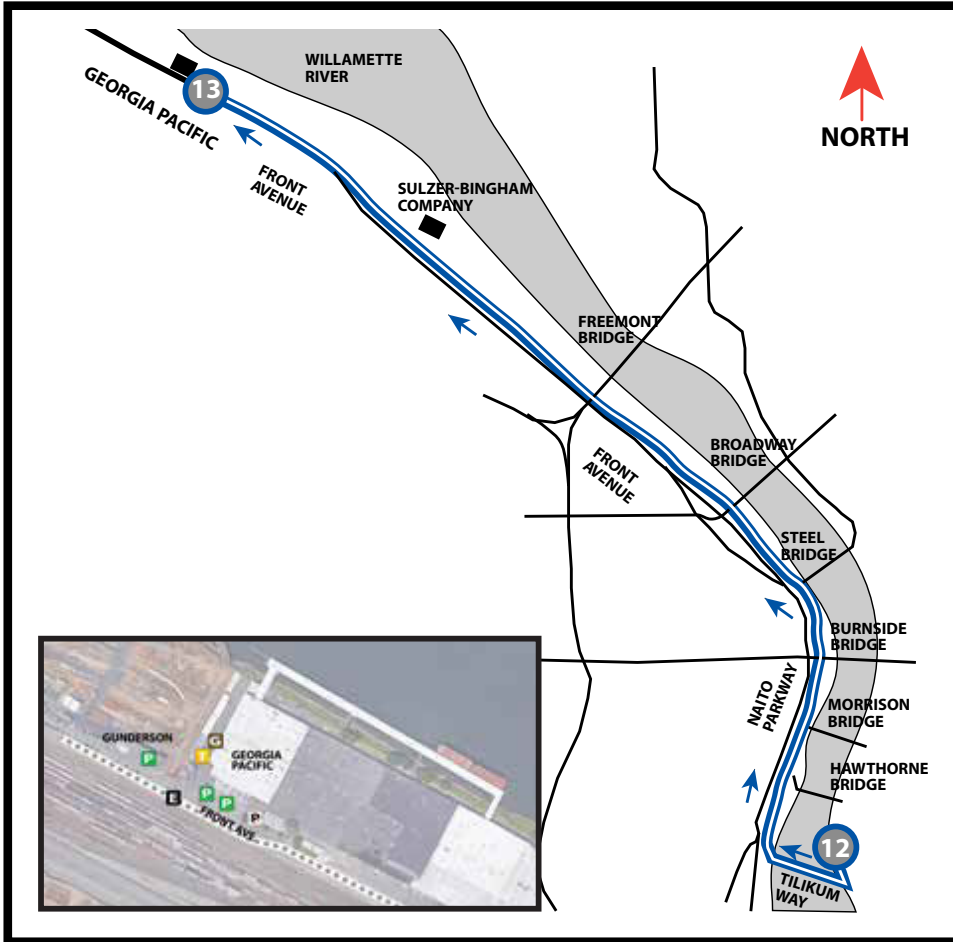 WILLAMETTE
RIVER
GEORGIA PACIFIC
13
NORTH
FRONT
AVENUE
SULZER-BINGHAM
COMPANY
FREEMONT
BRIDGE
BROADWAY
BRIDGE
FRONT
AVENUE
STEEL
BRIDGE
BURNSIDE
BRIDGE
NAITO
PARKWAY
MORRISON
BRIDGE
HAWTHORNE
BRIDGE
12
TILIKUM
WAY
GUNDERSON
P
G
T
GEORGIA
PACIFIC
E
P
P
P
FRONT AVE